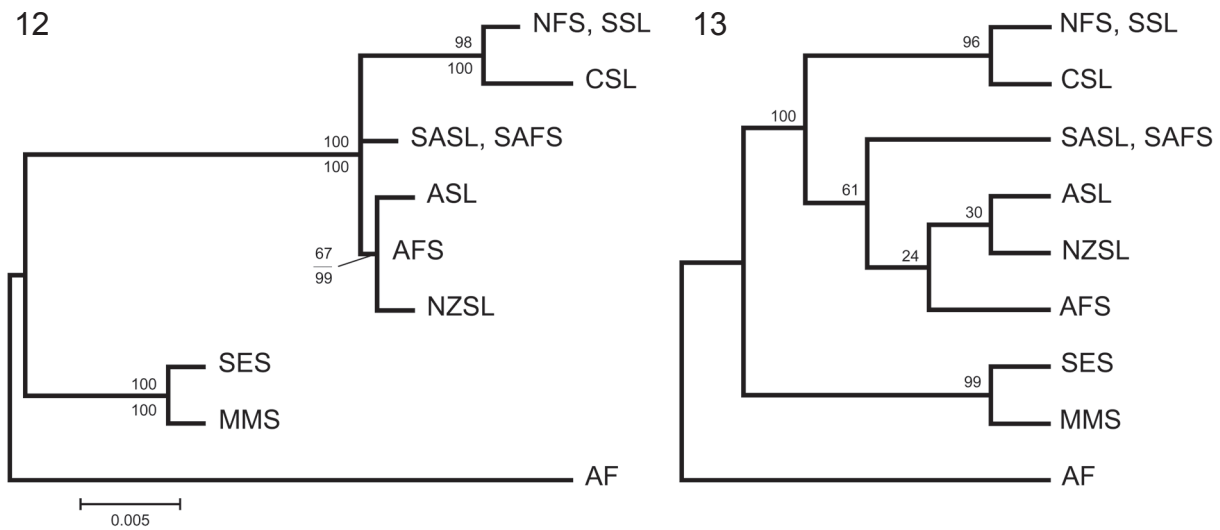 12
NFS, SSL
98
100
CSL
100
SASL, SAFS
100
ASL
67
AFS
99
NZSL
SES
100
100
MMS
AF
0.005
13
NFS, SSL
96
CSL
100
SASL, SAFS
61
ASL
30
NZSL
24
AFS
SES
99
MMS
AF